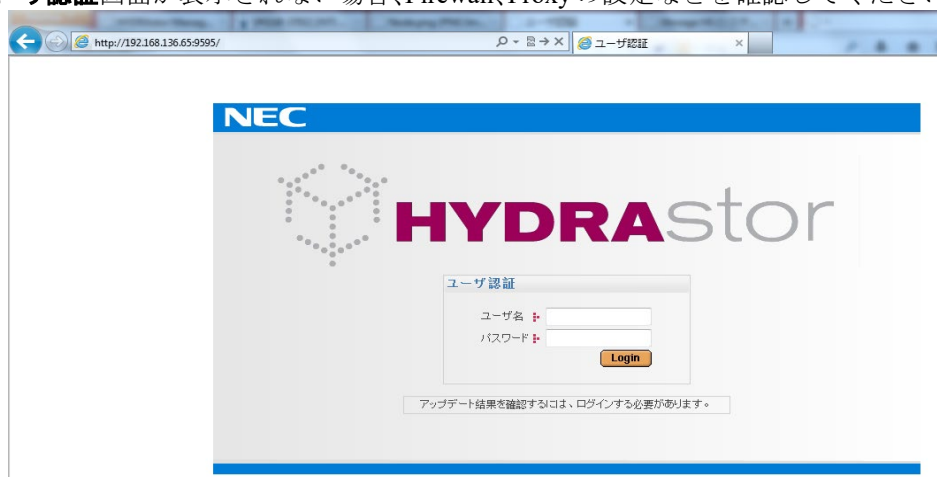 認証画面が表示されない場合、Firewall、Proxy の設定などを確認してください
http://192.168.136.65:9595/
ユーザ認証
NEC
HYDRAstor
ユーザ認証
ユーザ名
パスワード
Login
アップデート結果を確認するには、ログインする必要があります。